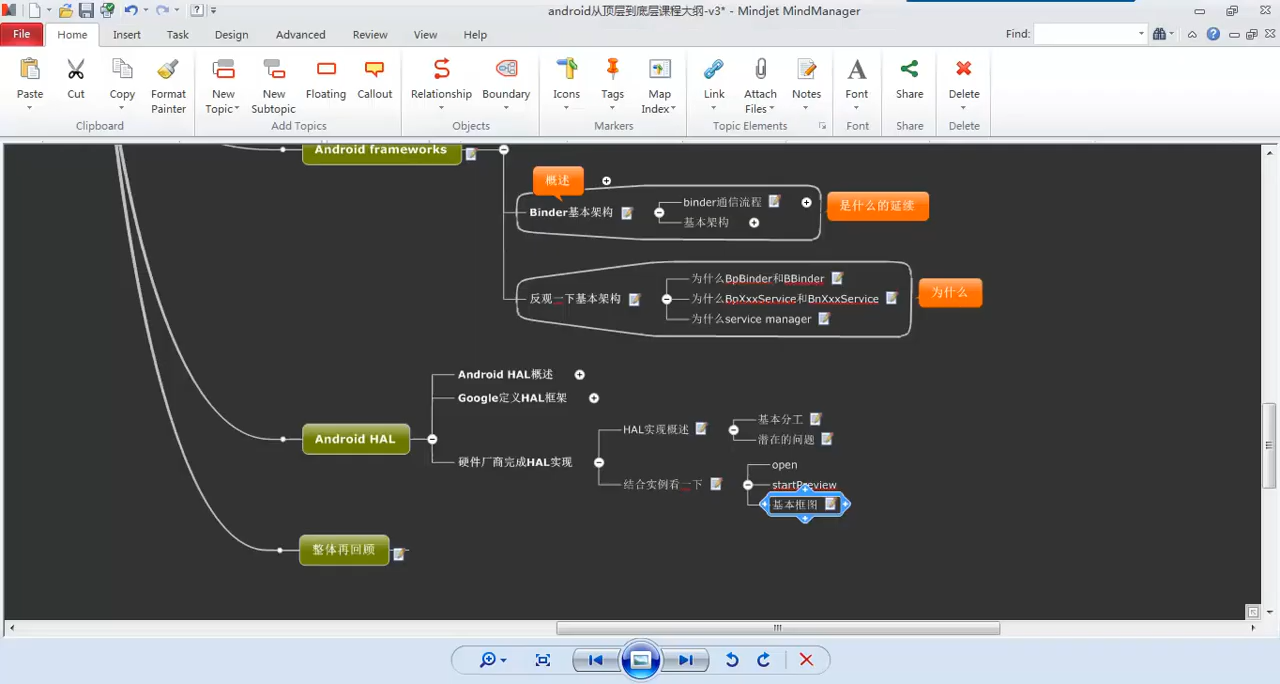 android从顶层到底层课程大纲-v3* - Mindjet MindManager
File Home Insert Task Design Advanced Review View Help Find:
Paste Cut Copy Format Painter New Topic New Subtopic Floating Callout Relationship Boundary Icons Tags Map Index Link Attach Files Notes Font Share Delete
Clipboard Add Topics Objects Markers Topic Elements Font Share Delete
Android frameworks
概述
Binder基本架构
binder通信流程
基本架构
是什么的延续
反观一下基本架构
为什么BpBinder和BBinder
为什么BpXxxService和BnXxxService
为什么service manager
为什么
Android HAL
Android HAL概述
Google定义HAL框架
硬件厂商完成HAL实现
HAL实现概述
基本分工
潜在的问题
结合实例看一下
open
startPreview
基本框图
整体再回顾